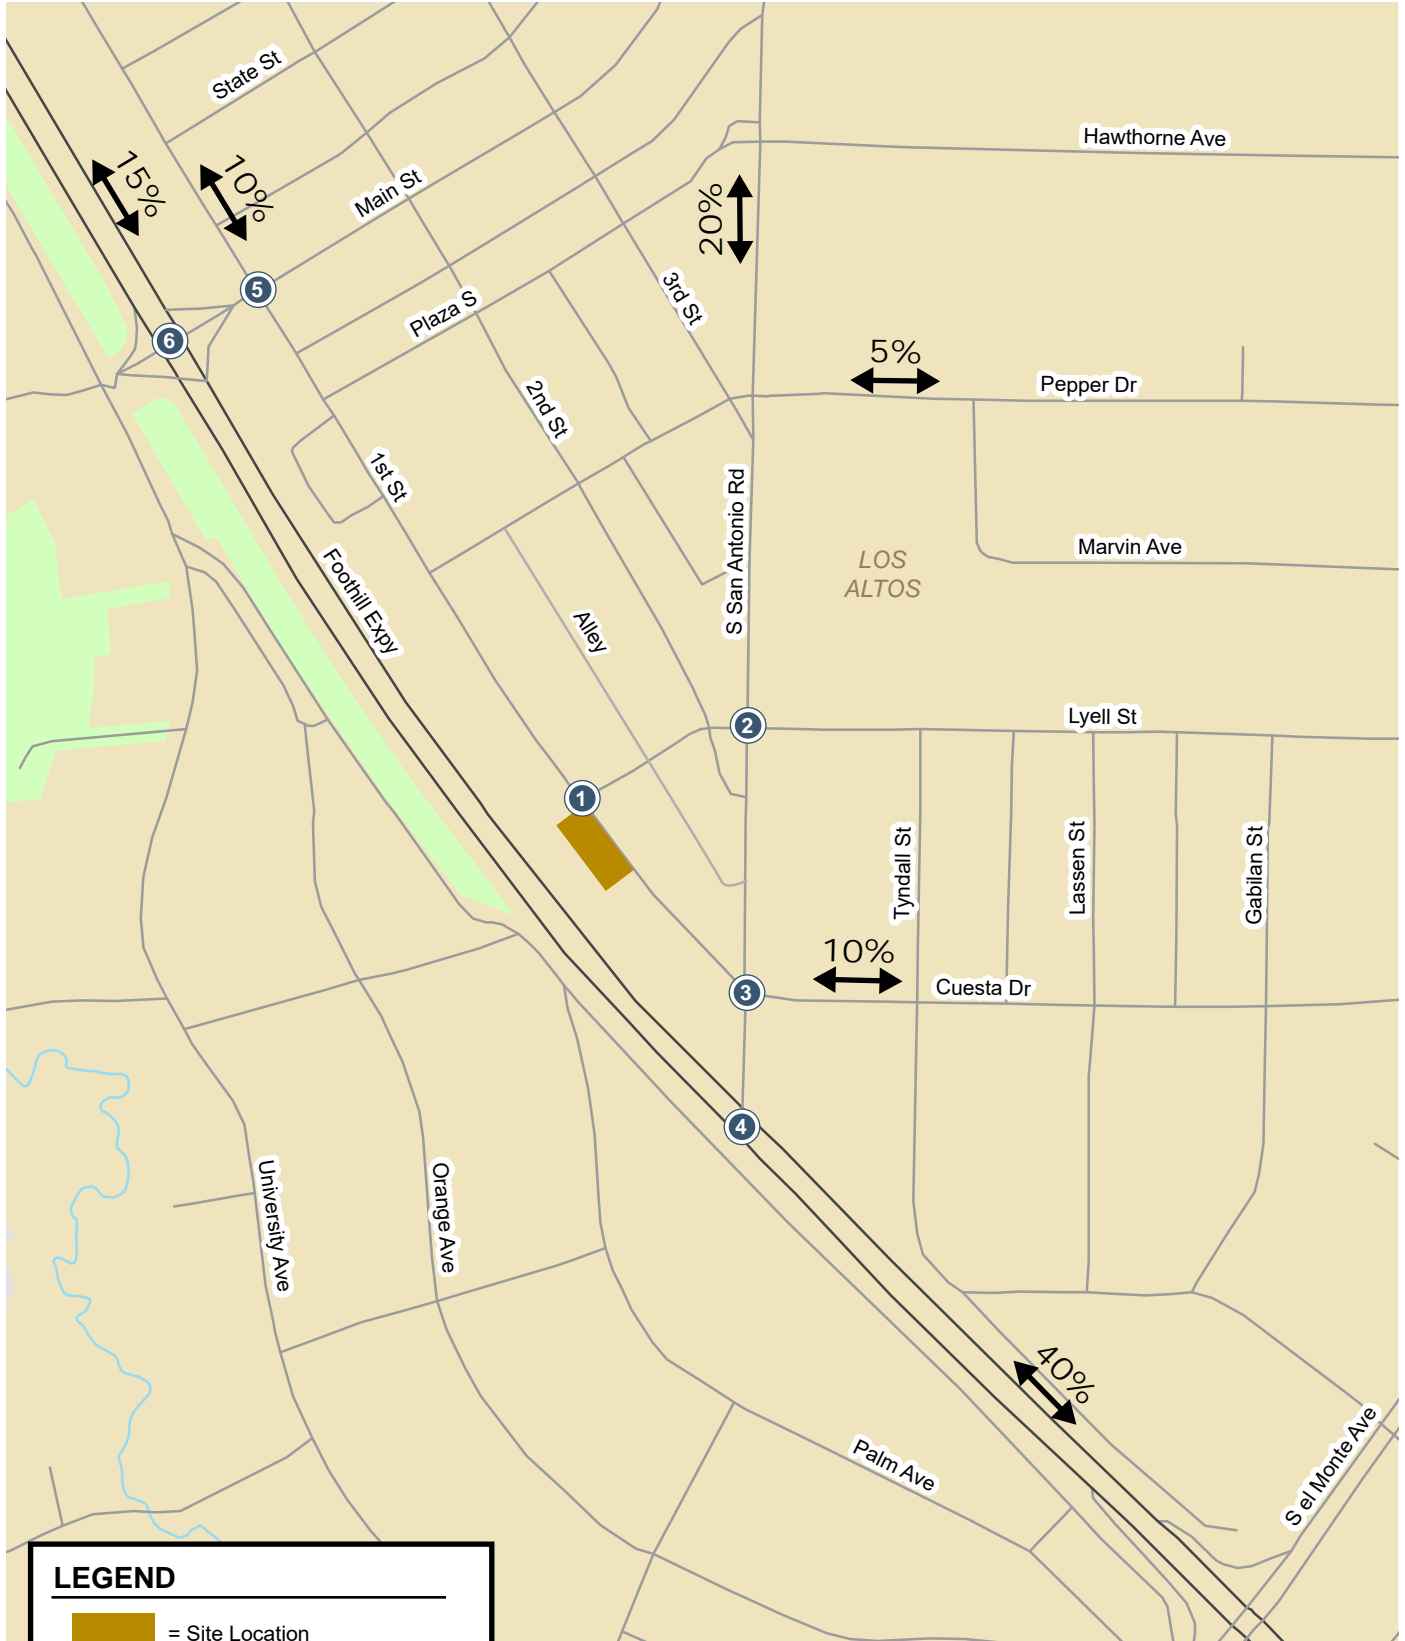 State St
Hawthorne Ave
15%
10%
Main St
20%
5
3rd St
Plaza S
6
5%
Pepper Dr
2nd St
1st St
S San Antonio Rd
Marvin Ave
LOS
ALTOS
Foothill Expy
Alley
2
Lyell St
1
Tyndall St
Lassen St
Gabilan St
10%
3
Cuesta Dr
4
University Ave
Orange Ave
40%
Palm Ave
S el Monte Ave
LEGEND
= Site Location